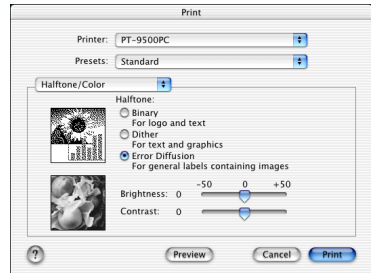 Print
Printer: PT-9500PC
Presets: Standard
Halftone/Color
Halftone:
Binary
For logo and text
Dither
For text and graphics
Error Diffusion
For general labels containing images
-50 0 +50
Brightness: 0
Contrast: 0
? Preview Cancel Print